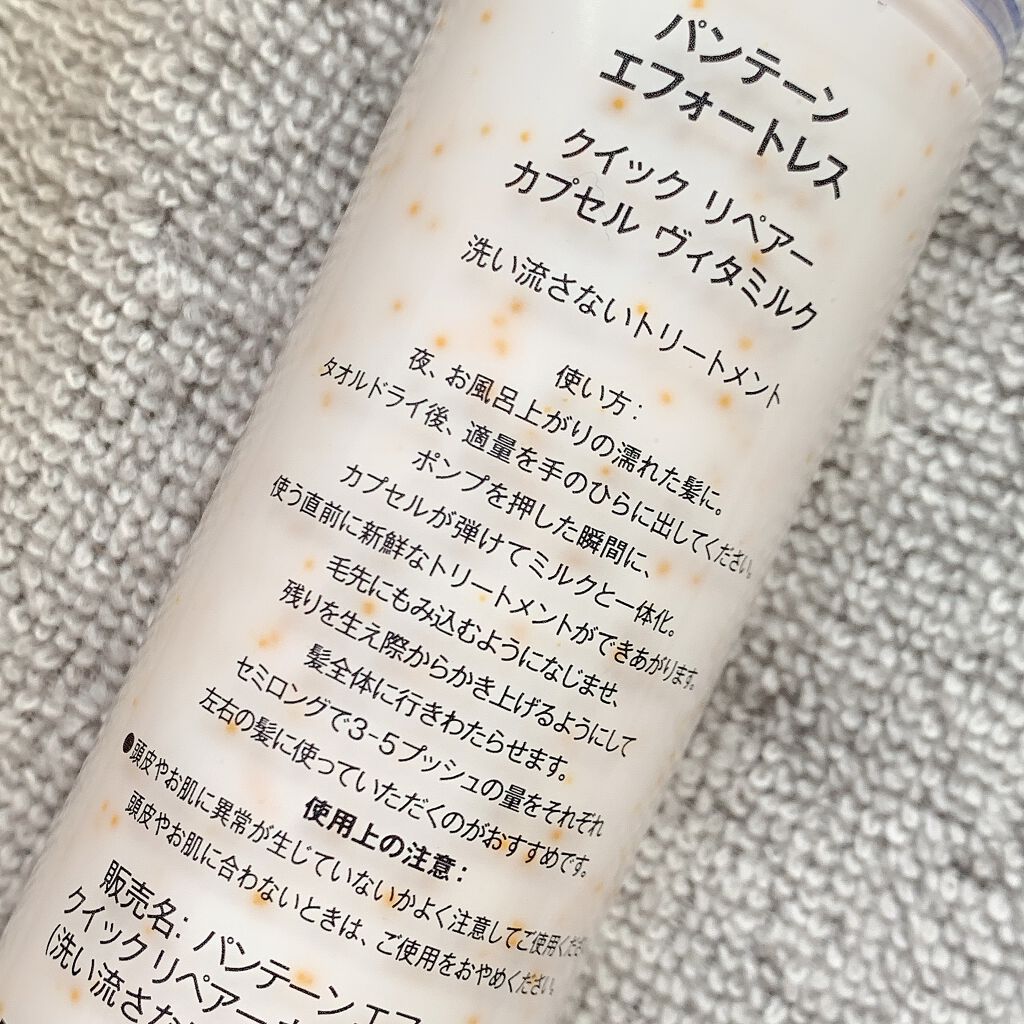 パンテーン
エフォートレス
クイック リペアー
カプセル ヴィタミルク
洗い流さないトリートメント
使い方：
夜、お風呂上がりの濡れた髪に。
タオルドライ後、適量を手のひらに出してください。
ポンプを押した瞬間に、
カプセルが弾けてミルクと一体化。
使う直前に新鮮なトリートメントができあがります。
毛先にもみ込むようになじませ、
残りを生え際からかき上げるようにして
髪全体に行きわたらせます。
セミロングで3-5プッシュの量をそれぞれ
左右の髪に使っていただくのがおすすめです。
使用上の注意：
●頭皮やお肌に異常が生じていないかよく注意してご使用くださ
頭皮やお肌に合わないときは、ご使用をおやめください。
販売名：パンテーン エフ
クイック リペアー
(洗い流さな